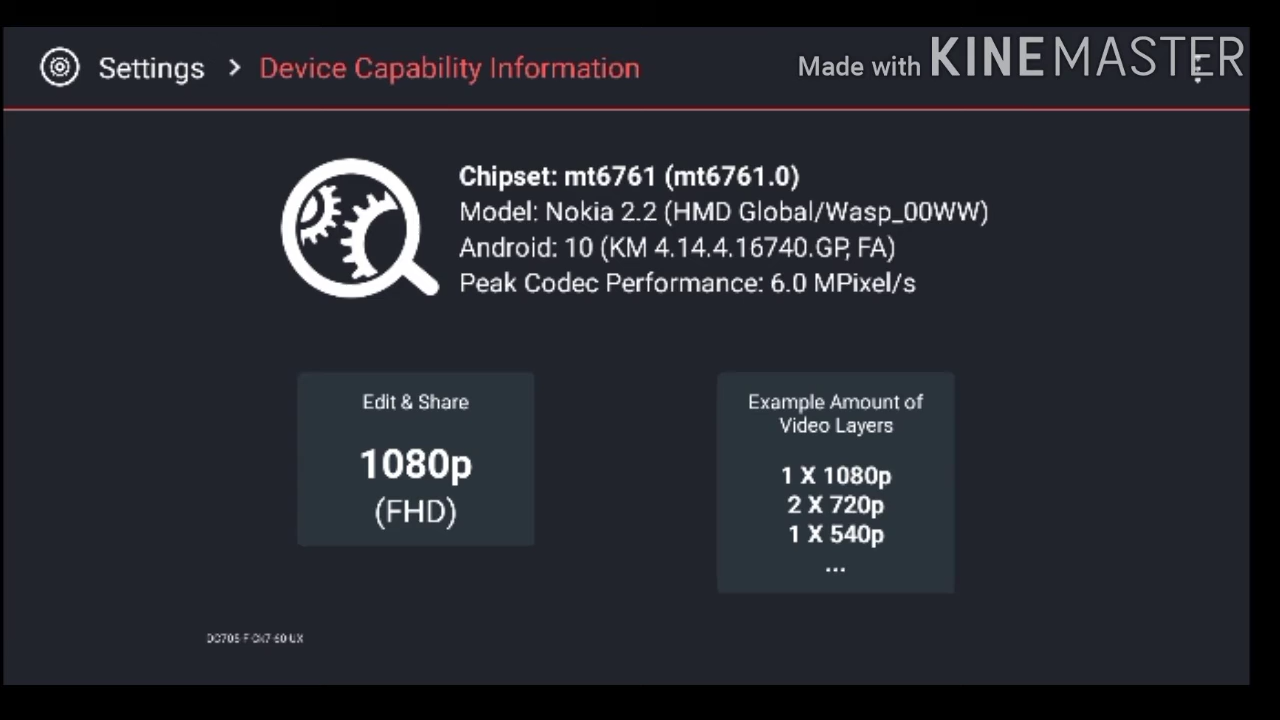 Settings > Device Capability Information
Made with KINEMASTER
Chipset: mt6761 (mt6761.0)
Model: Nokia 2.2 (HMD Global/Wasp_00WW)
Android: 10 (KM 4.14.4.16740.GP, FA)
Peak Codec Performance: 6.0 MPixel/s
Edit & Share
1080p
(FHD)
Example Amount of
Video Layers
1 X 1080p
2 X 720p
1 X 540p
...